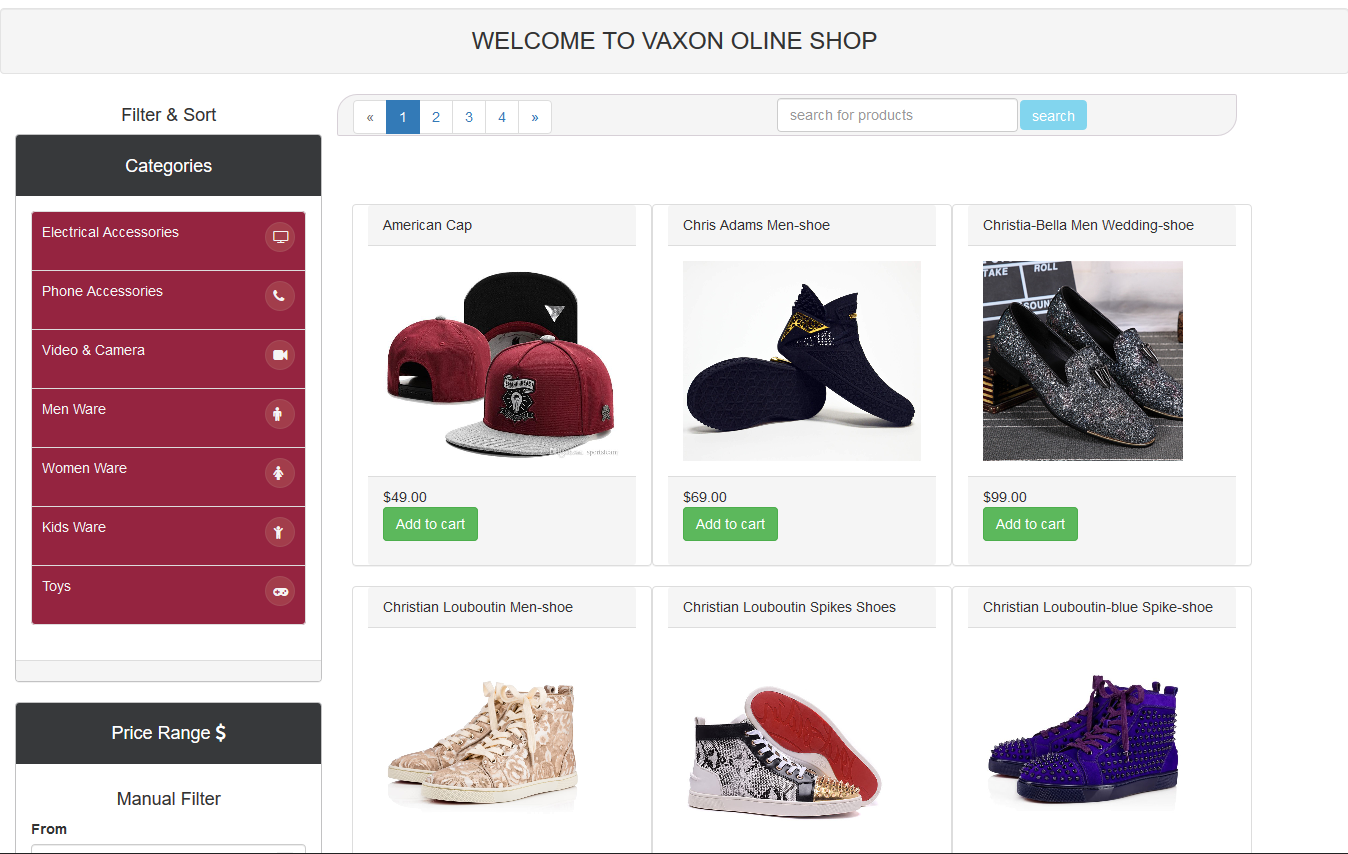 WELCOME TO VAXON OLINE SHOP
Filter & Sort
Categories
Electrical Accessories
Phone Accessories
Video & Camera
Men Ware
Women Ware
Kids Ware
Toys
Price Range $
Manual Filter
From
« 1 2 3 4 »
search for products search
American Cap
$49.00
Add to cart
Chris Adams Men-shoe
$69.00
Add to cart
Christia-Bella Men Wedding-shoe
TAKE ROLL
SOUN
$99.00
Add to cart
Christian Louboutin Men-shoe
Christian Louboutin Spikes Shoes
Christian Louboutin-blue Spike-shoe